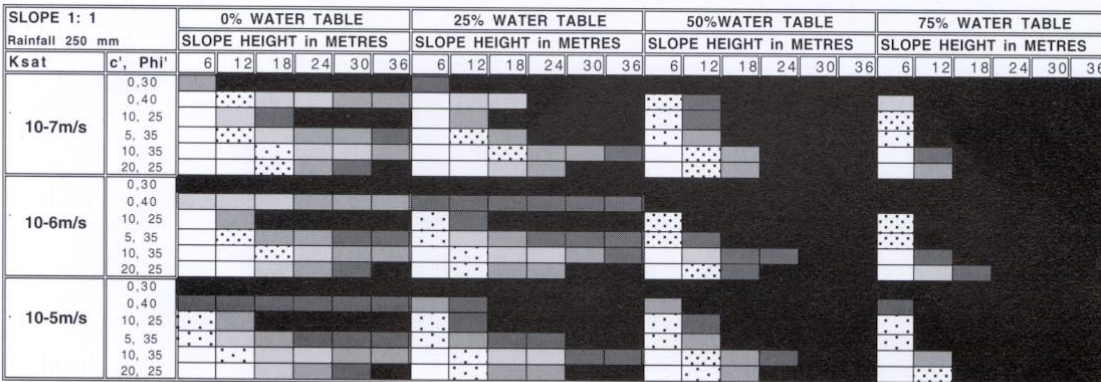 SLOPE 1: 1 0% WATER TABLE 25% WATER TABLE 50%WATER TABLE 75% WATER TABLE
Rainfall 250 mm SLOPE HEIGHT in METRES SLOPE HEIGHT in METRES SLOPE HEIGHT in METRES SLOPE HEIGHT in METRES
Ksat c', Phi' 6 12 18 24 30 36 6 12 18 24 30 36 6 12 18 24 30 36 6 12 18 24 30 36
0,30
0,40
10, 25
10-7m/s 5, 35
10, 35
20, 25
0,30
0,40
10-6m/s 10, 25
5, 35
10, 35
20, 25
0,30
0,40
10-5m/s 10, 25
5, 35
10, 35
20, 25